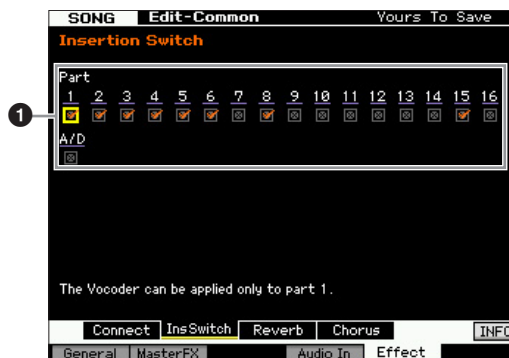 SONG Edit-Common Yours To Save
Insertion Switch
Part
1 2 3 4 5 6 7 8 9 10 11 12 13 14 15 16
1
A/D
The Vocoder can be applied only to part 1.
Connect InsSwitch Reverb Chorus INFO
General MasterFX Audio In Effect